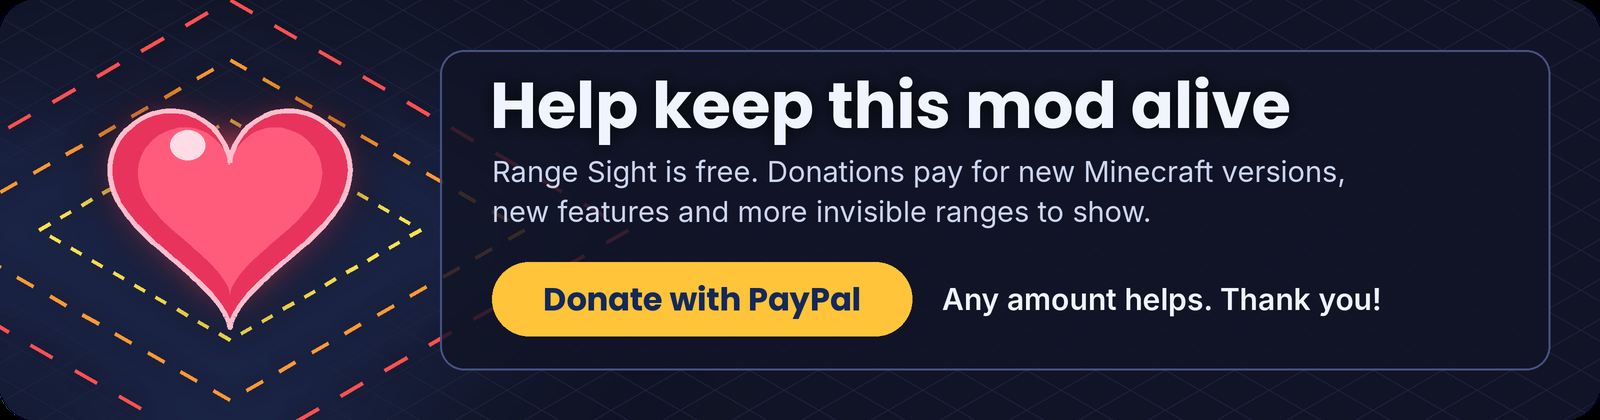 Help keep this mod alive
Range Sight is free. Donations pay for new Minecraft versions,
new features and more invisible ranges to show.
Donate with PayPal
Any amount helps. Thank you!